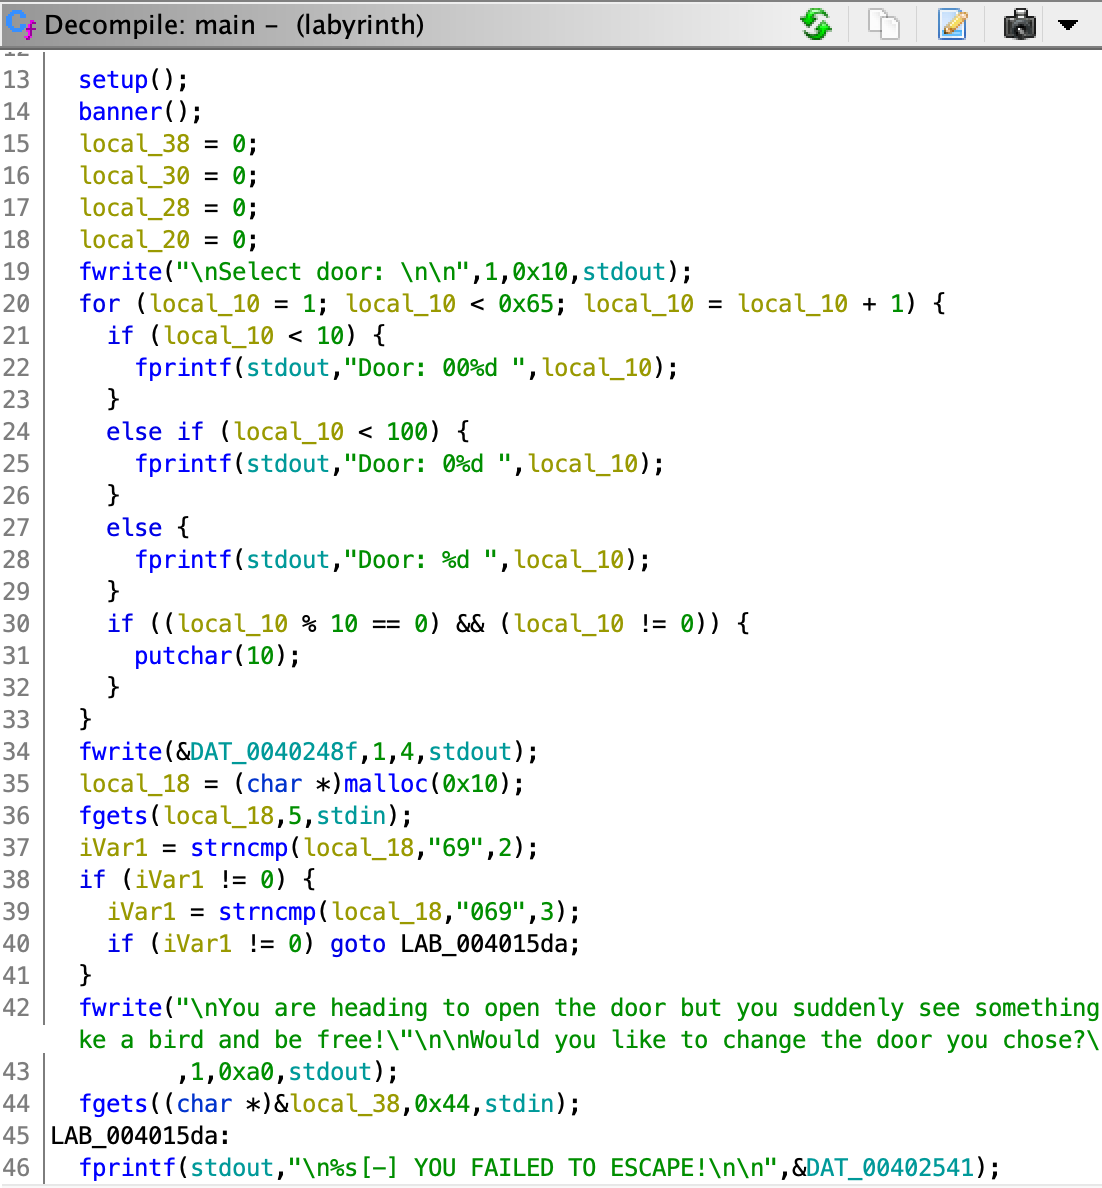 Decompile: main - (labyrinth)
13 setup();
14 banner();
15 local_38 = 0;
16 local_30 = 0;
17 local_28 = 0;
18 local_20 = 0;
19 fwrite("\nSelect door: \n\n",1,0x10,stdout);
20 for (local_10 = 1; local_10 < 0x65; local_10 = local_10 + 1) {
21 if (local_10 < 10) {
22 fprintf(stdout,"Door: 00%d ",local_10);
23 }
24 else if (local_10 < 100) {
25 fprintf(stdout,"Door: 0%d ",local_10);
26 }
27 else {
28 fprintf(stdout,"Door: %d ",local_10);
29 }
30 if ((local_10 % 10 == 0) && (local_10 != 0)) {
31 putchar(10);
32 }
33 }
34 fwrite(&DAT_0040248f,1,4,stdout);
35 local_18 = (char *)malloc(0x10);
36 fgets(local_18,5,stdin);
37 iVar1 = strncmp(local_18,"69",2);
38 if (iVar1 != 0) {
39 iVar1 = strncmp(local_18,"069",3);
40 if (iVar1 != 0) goto LAB_004015da;
41 }
42 fwrite("\nYou are heading to open the door but you suddenly see something
ke a bird and be free!\"\n\nWould you like to change the door you chose?\
43 ,1,0xa0,stdout);
44 fgets((char *)&local_38,0x44,stdin);
45 LAB_004015da:
46 fprintf(stdout,"\n%s[-] YOU FAILED TO ESCAPE!\n\n",&DAT_00402541);